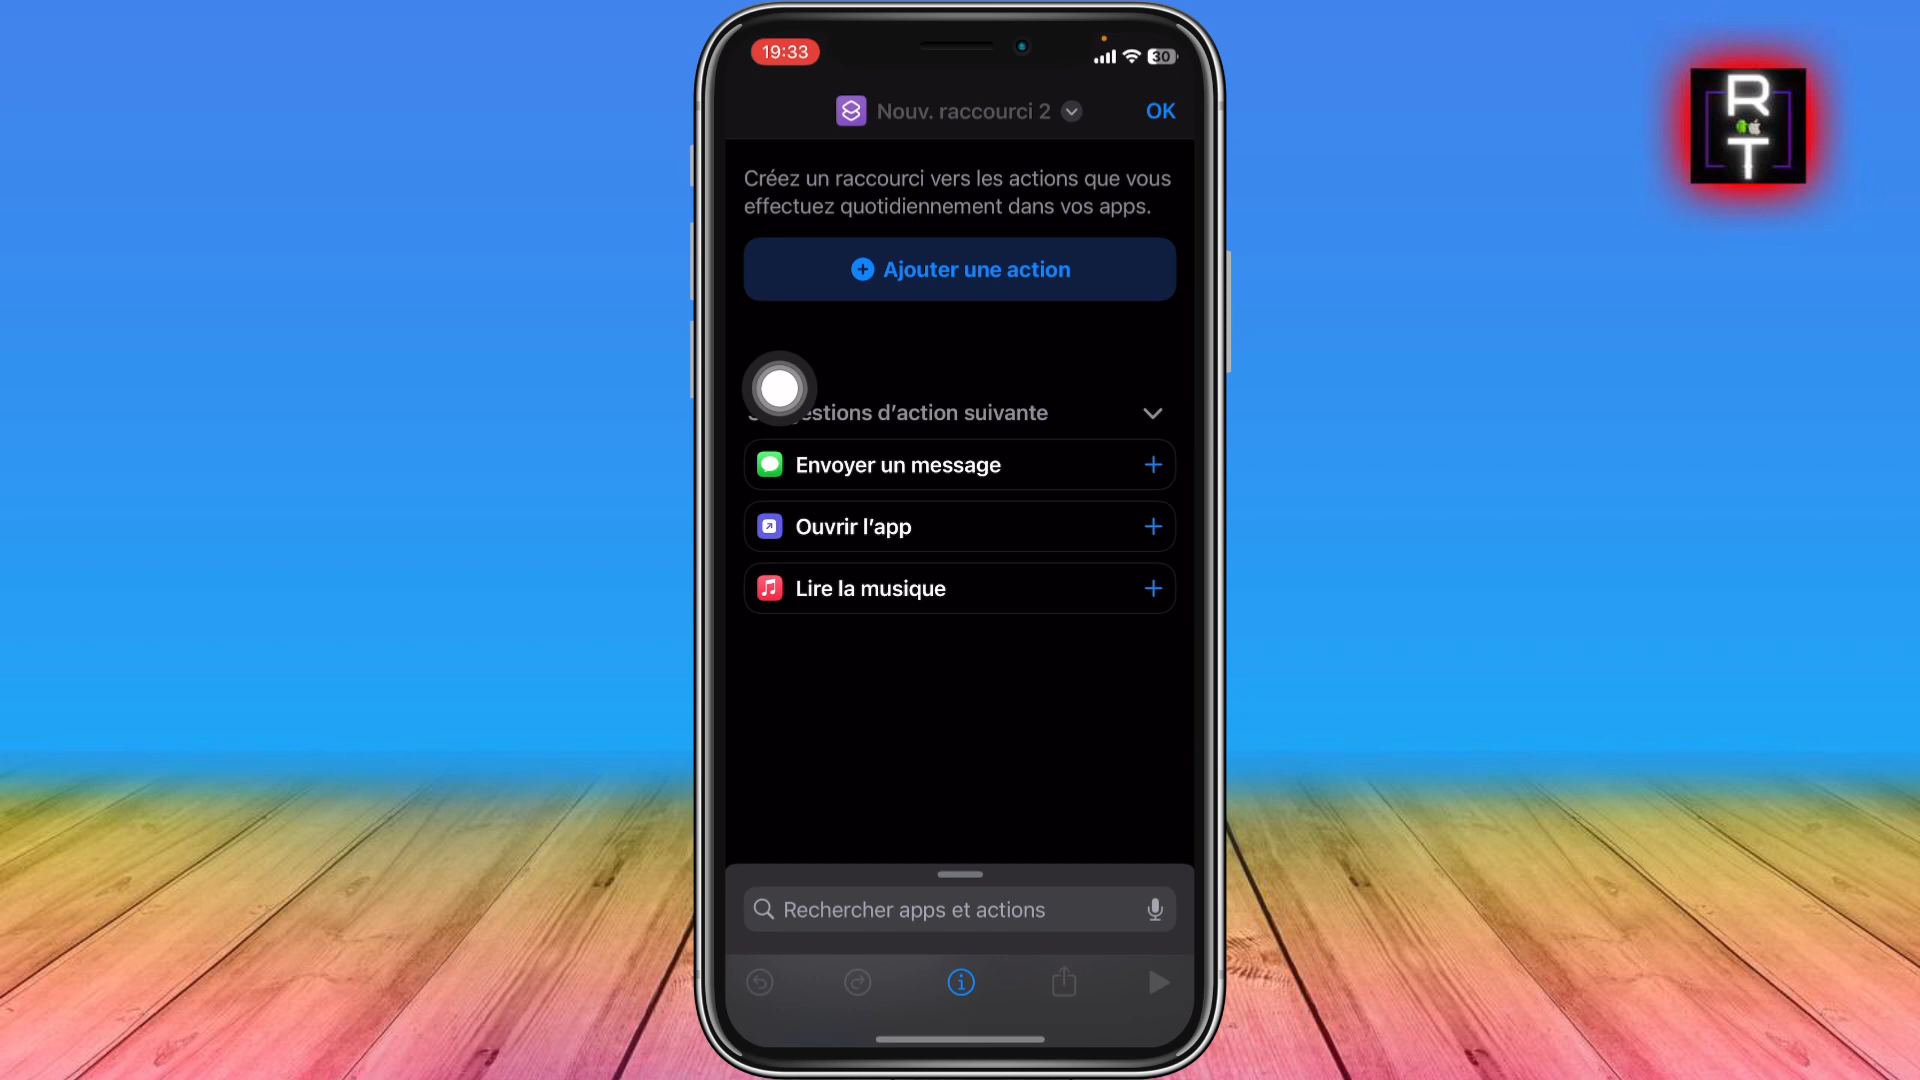 19:33
30
Nouv. raccourci 2
OK
Créez un raccourci vers les actions que vous
effectuez quotidiennement dans vos apps.
Ajouter une action
estions d’action suivante
Envoyer un message
Ouvrir l’app
Lire la musique
Rechercher apps et actions
R
T